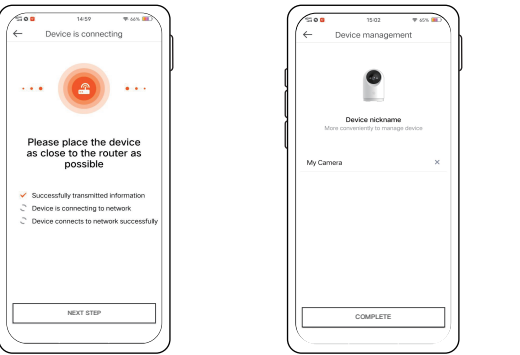 14:59
66%
Device is connecting
Please place the device
as close to the router as
possible
Successfully transmitted information
Device is connecting to network
Device connects to network successfully
NEXT STEP
15:02
65%
Device management
Device nickname
More conveniently to manage device
My Camera
COMPLETE